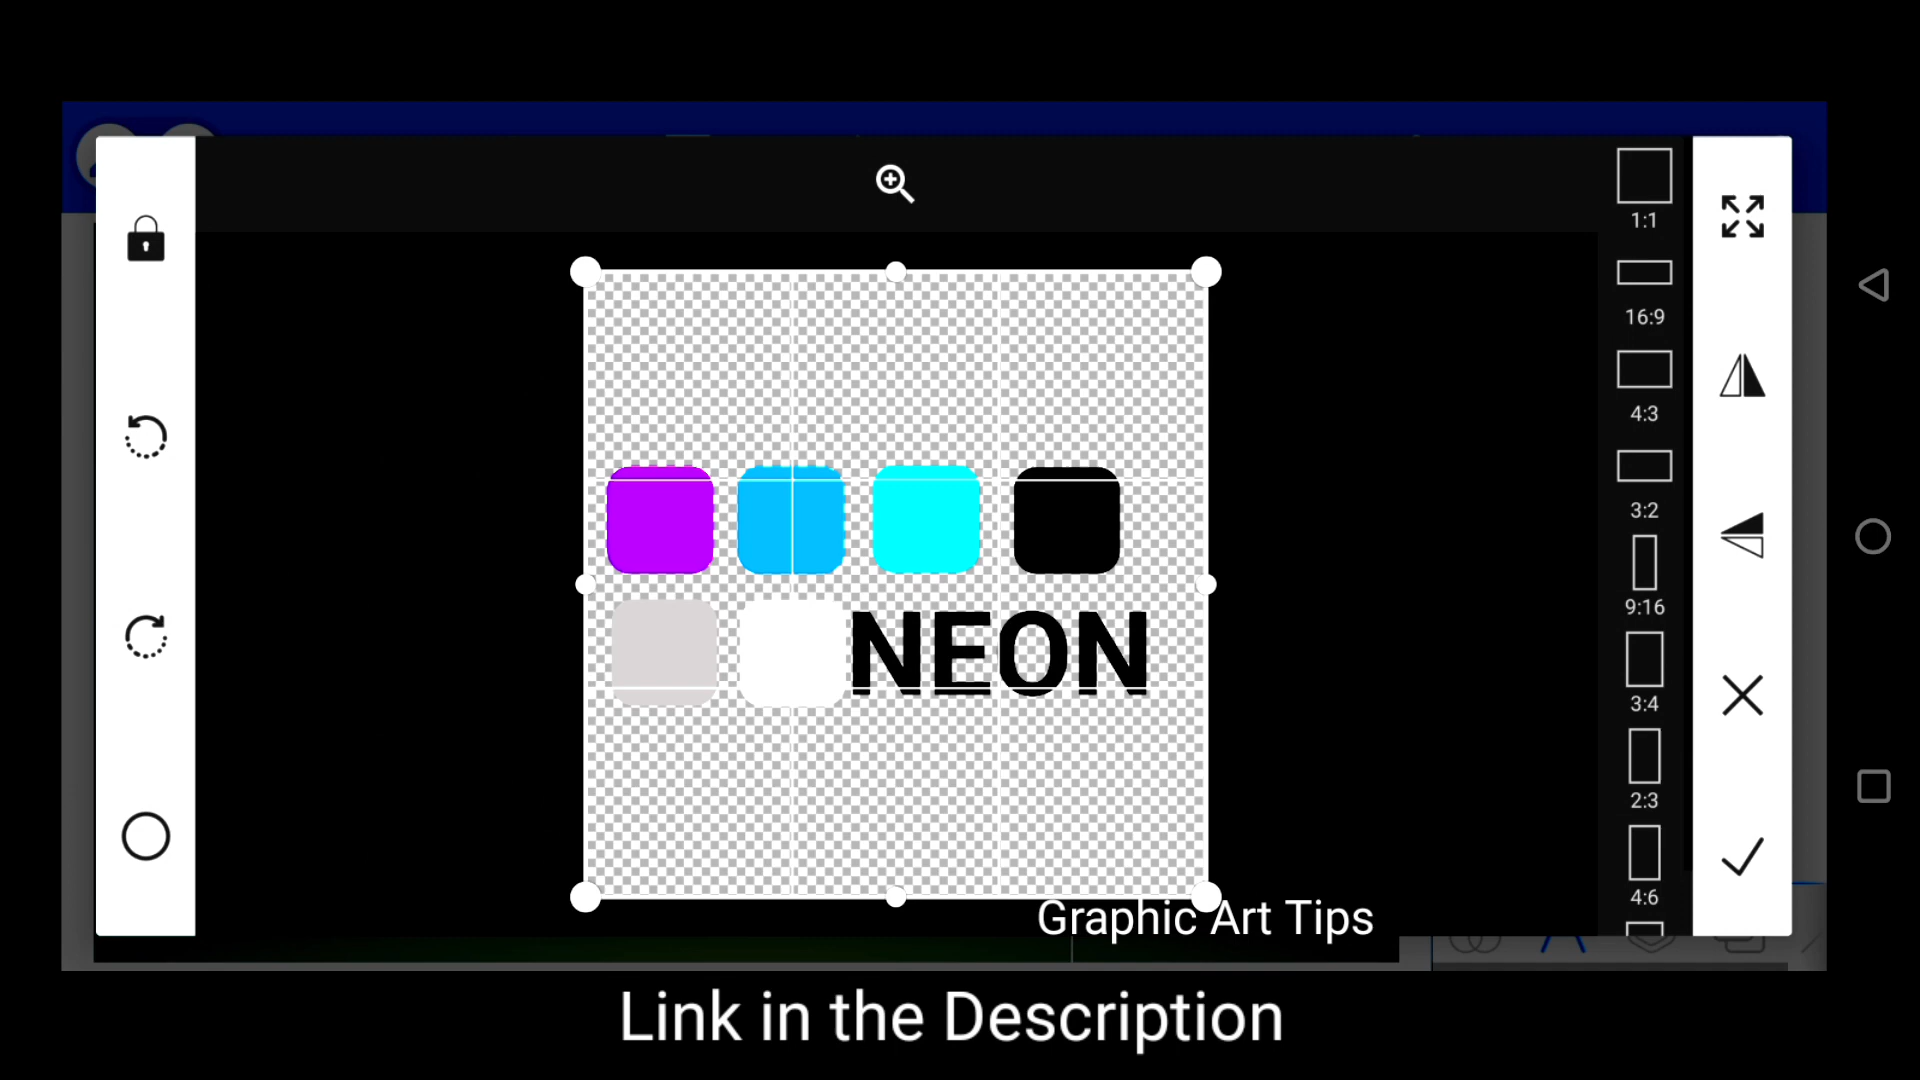 1:1
16:9
4:3
3:2
9:16
3:4
2:3
4:6
NEON
Graphic Art Tips
Link in the Description